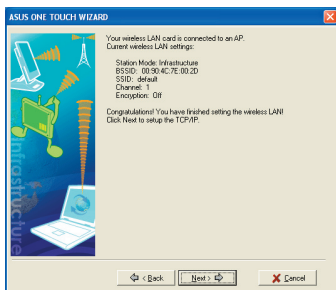 ASUS ONE TOUCH WIZARD
Your wireless LAN card is connected to an AP.
Current wireless LAN settings:
Station Mode: Infrastructure
BSSID: 00:90:4C:7E:00:2D
SSID: default
Channel: 1
Encryption: Off
Congratulations! You have finished setting the wireless LAN!
Click Next to setup the TCP/IP.
Infrastructure
< Back
Next >
Cancel